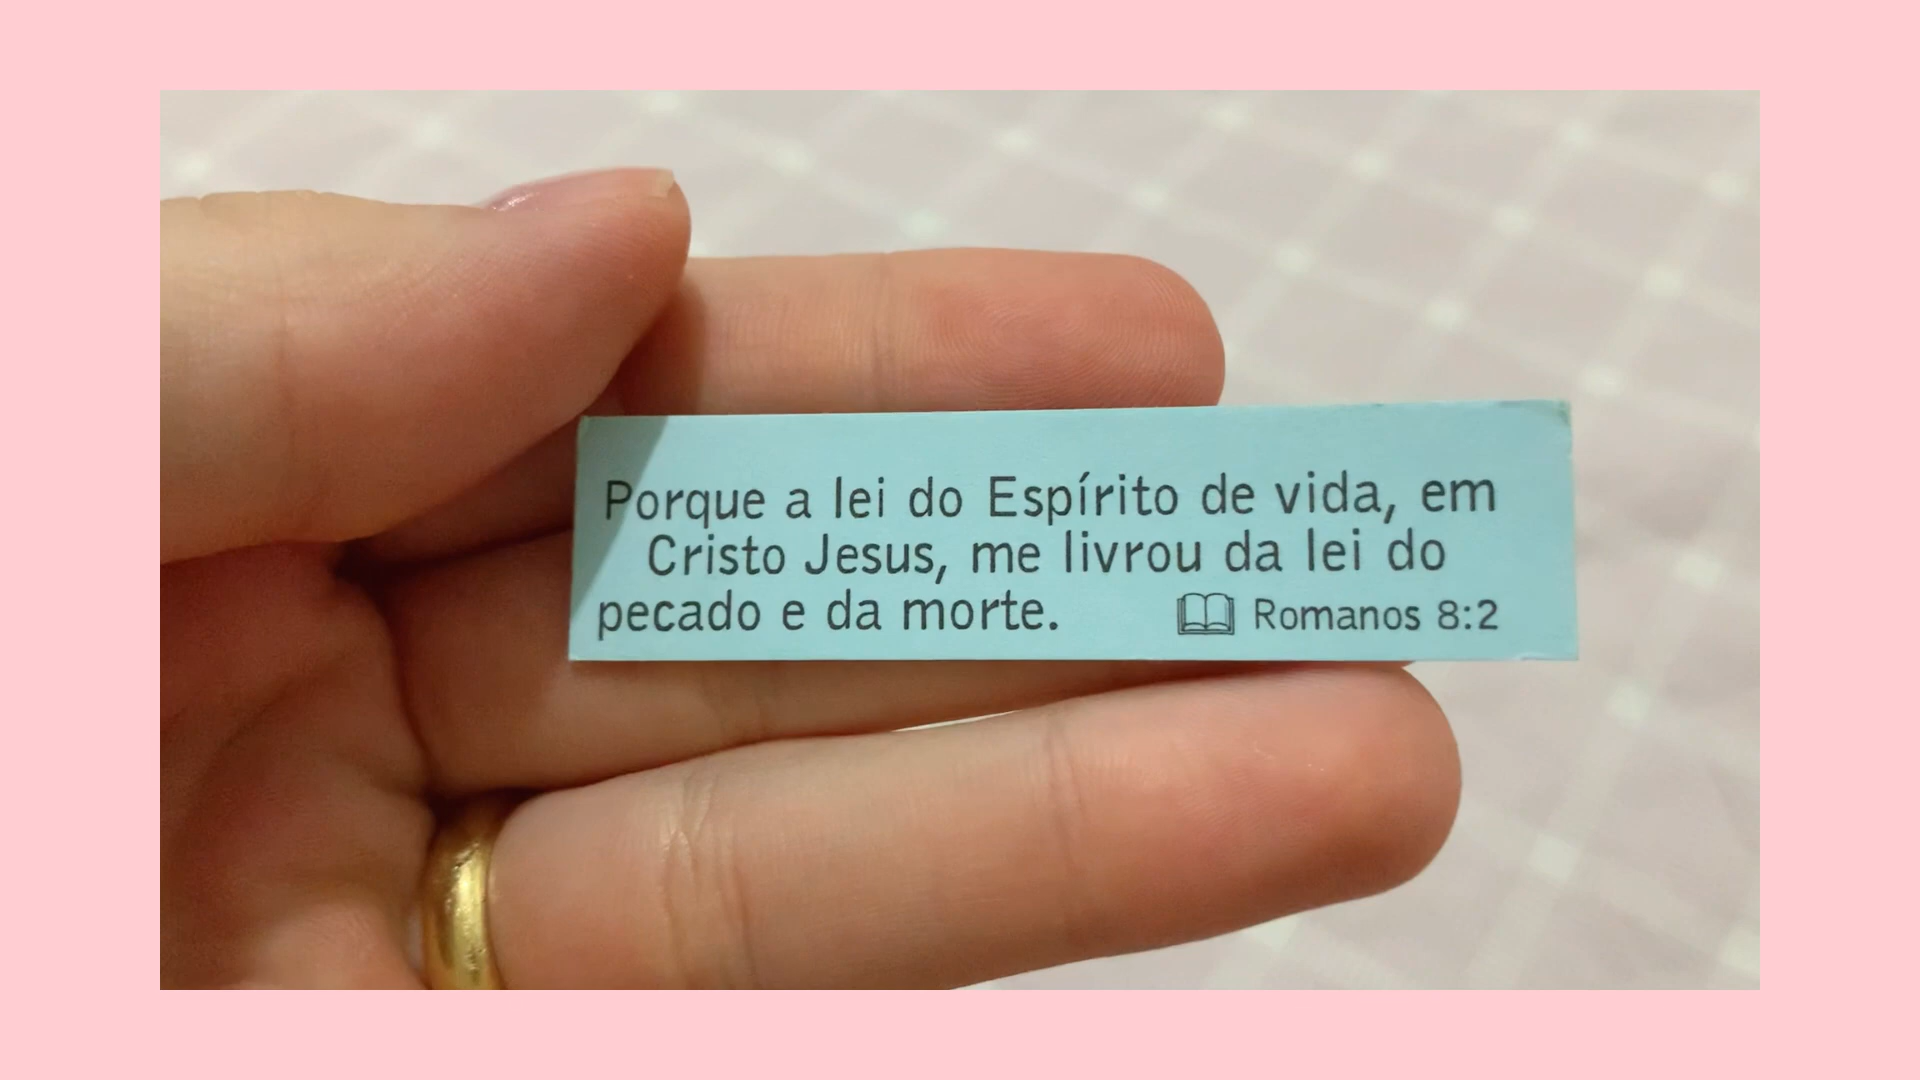 Porque a lei do Espírito de vida, em
Cristo Jesus, me livrou da lei do
pecado e da morte. Romanos 8:2